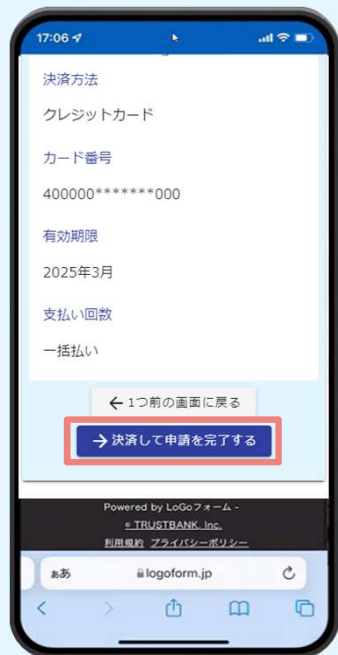 17:06
決済方法
クレジットカード
カード番号
400000*******000
有効期限
2025年3月
支払い回数
一括払い
← 1つ前の画面に戻る
→ 決済して申請を完了する
Powered by LoGoフォーム -
© TRUSTBANK, Inc.
利用規約 プライバシーポリシー
ぁあ logoform.jp